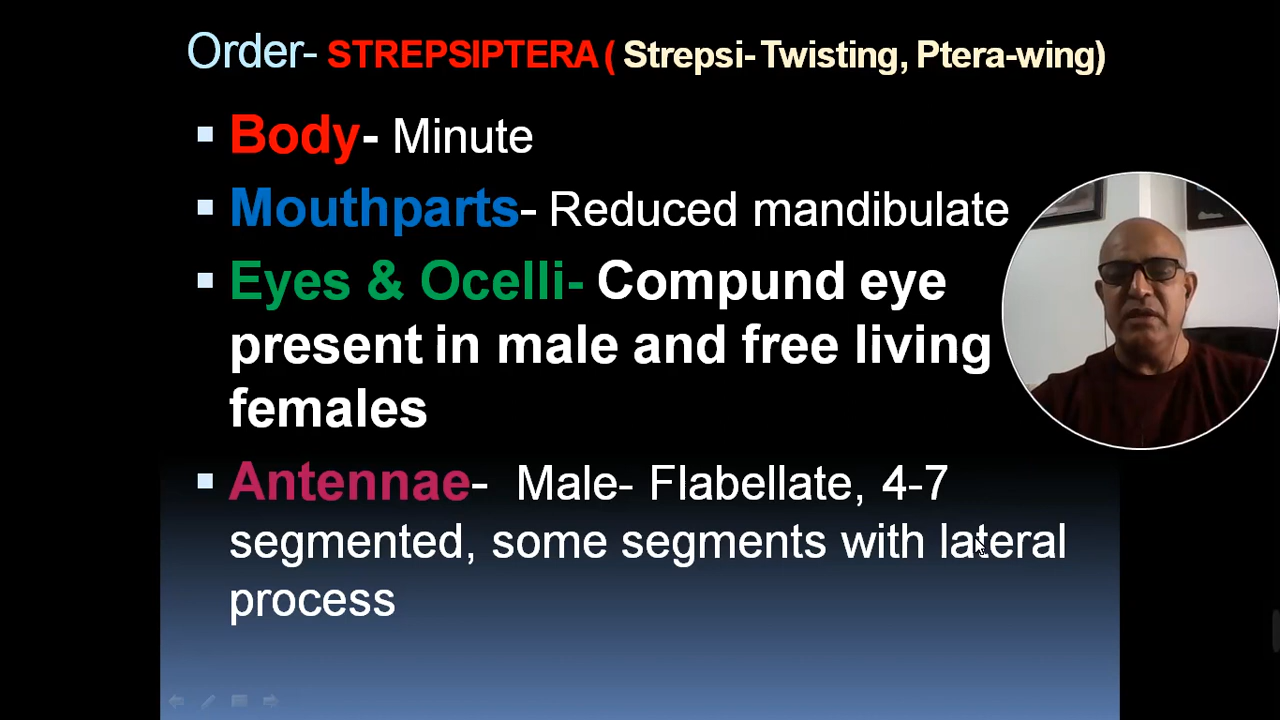 Order- STREPSIPTERA ( Strepsi- Twisting, Ptera-wing)
Body- Minute
Mouthparts- Reduced mandibulate
Eyes & Ocelli- Compund eye
present in male and free living
females
Antennae- Male- Flabellate, 4-7
segmented, some segments with lateral
process